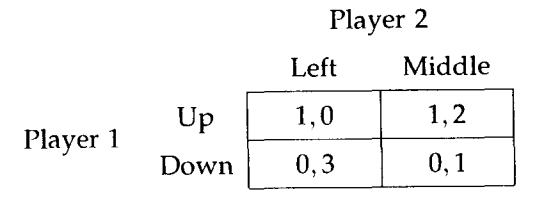 Player 2
Left Middle
Player 1
Up 1, 0 1, 2
Down 0, 3 0, 1